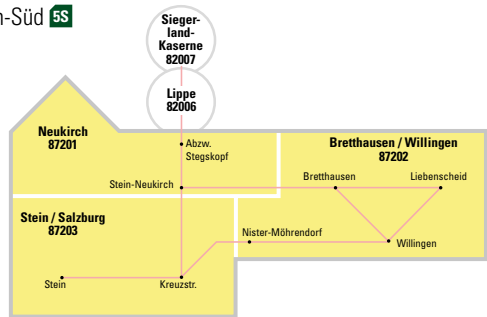 n-Süd 5S
Sieger-
land-
Kaserne
82007
Lippe
82006
Neukirch
87201
Abzw.
Stegskopf
Bretthausen / Willingen
87202
Stein-Neukirch
Bretthausen
Liebenscheid
Stein / Salzburg
87203
Nister-Möhrendorf
Willingen
Stein
Kreuzstr.